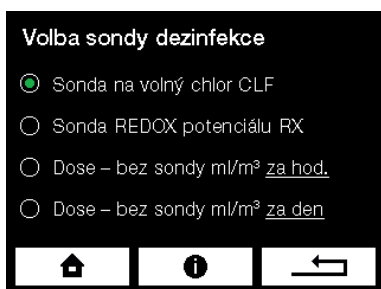 Volba sondy dezinfekce
Sonda na volný chlor CLF
Sonda REDOX potenciálu RX
Dose – bez sondy ml/m³ za hod.
Dose – bez sondy ml/m³ za den